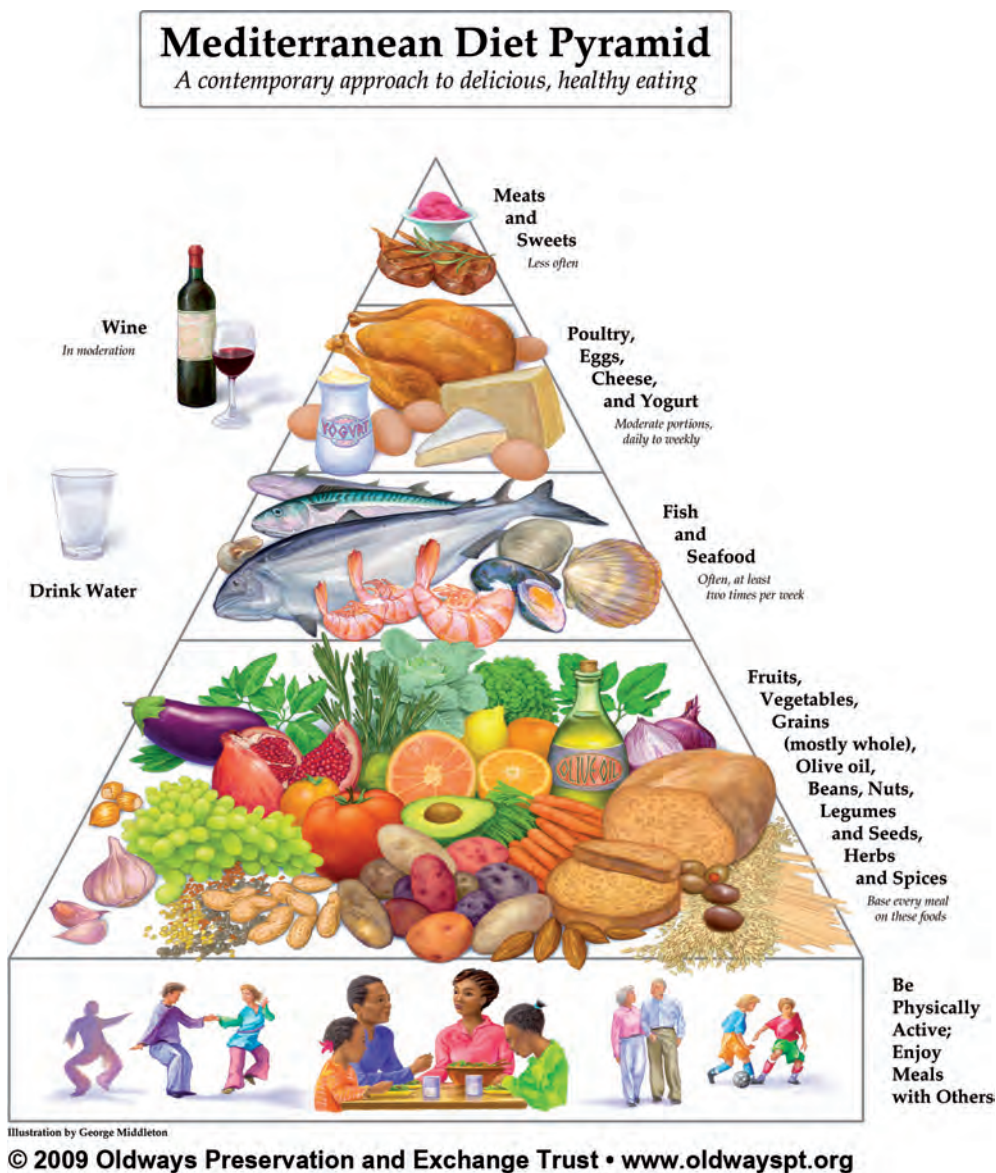 Mediterranean Diet Pyramid
A contemporary approach to delicious, healthy eating
Meats
and
Sweets
Less often
Wine
In moderation
Poultry,
Eggs,
Cheese,
and Yogurt
Moderate portions,
daily to weekly
YOGURT
Fish
and
Seafood
Often, at least
two times per week
Drink Water
Fruits,
Vegetables,
Grains
(mostly whole),
Olive oil,
Beans, Nuts,
Legumes
and Seeds,
Herbs
and Spices
Base every meal
on these foods
OLIVE OIL
Be
Physically
Active;
Enjoy
Meals
with Others
Illustration by George Middleton
© 2009 Oldways Preservation and Exchange Trust • www.oldwayspt.org